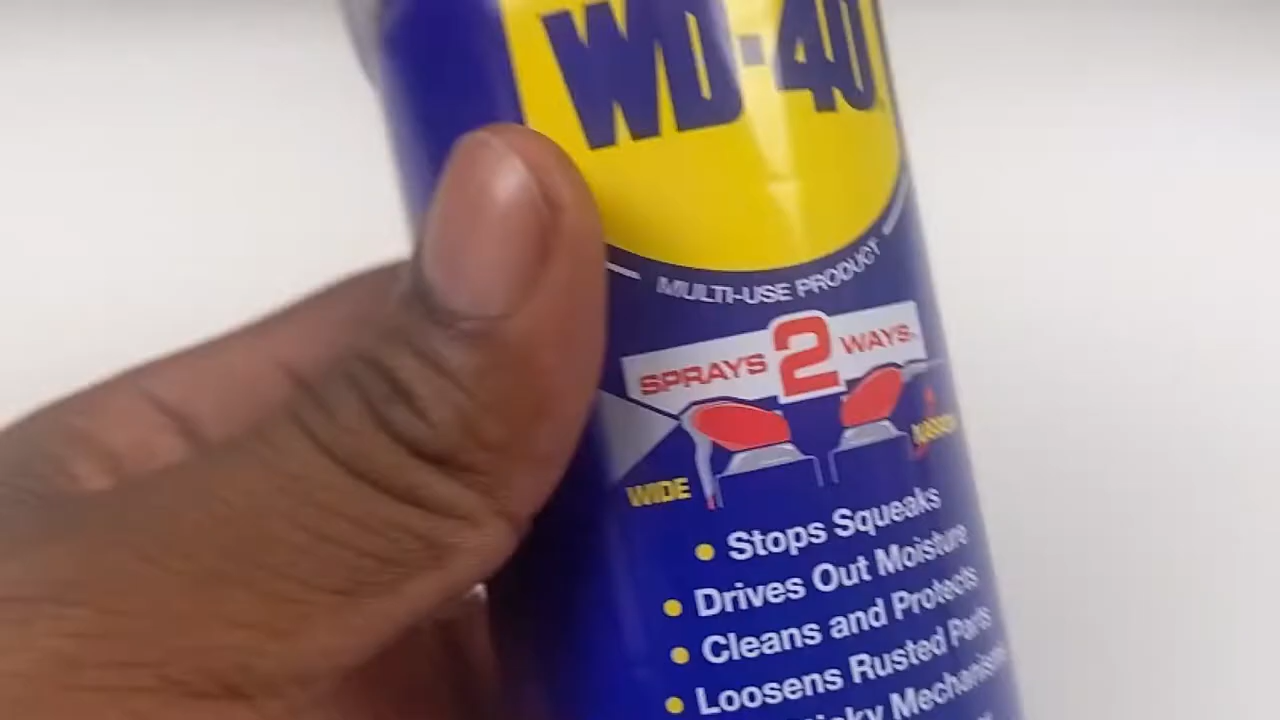 WD-40
MULTI-USE PRODUCT
SPRAYS 2 WAYS
WIDE
• Stops Squeaks
• Drives Out Moisture
• Cleans and Protects
• Loosens Rusted Parts